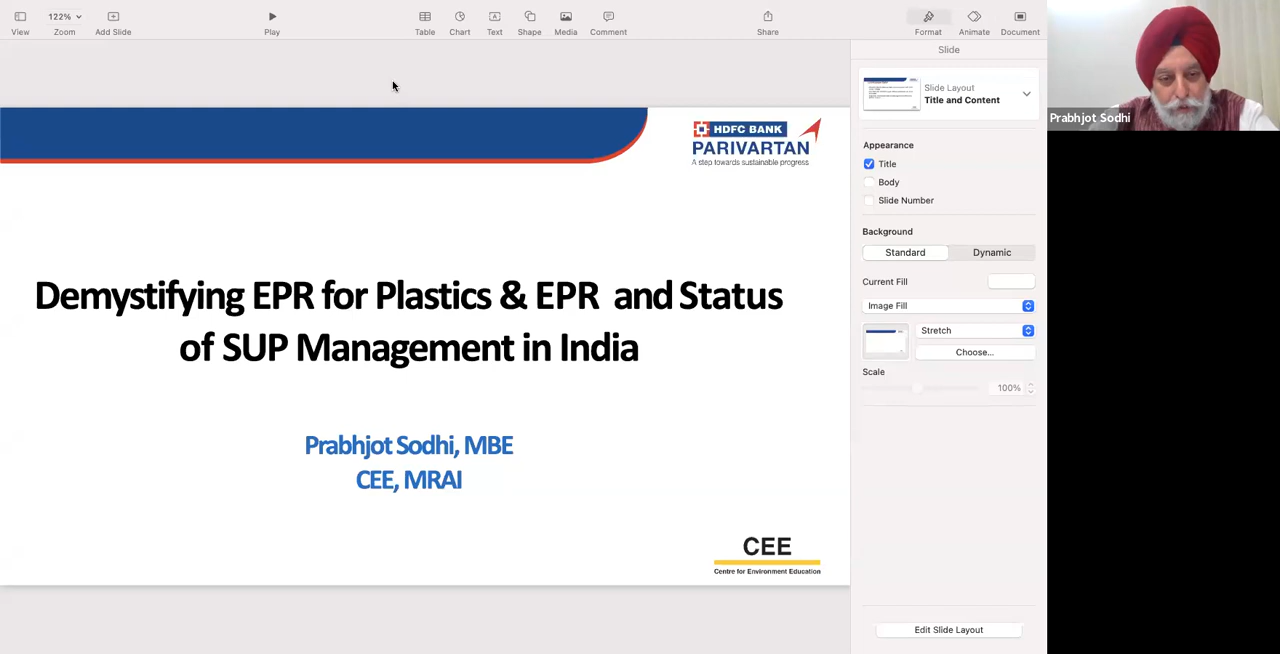 122%
View
Zoom
Add Slide
Play
Table
Chart
Text
Shape
Media
Comment
Share
Format
Animate
Document
Slide
Slide Layout
Title and Content
Appearance
Title
Body
Slide Number
Background
Standard
Dynamic
Current Fill
Image Fill
Stretch
Choose...
Scale
100%
Edit Slide Layout
HDFC BANK
PARIVARTAN
A step towards sustainable progress
Demystifying EPR for Plastics & EPR and Status
of SUP Management in India
Prabhjot Sodhi, MBE
CEE, MRAI
CEE
Centre for Environment Education
Prabhjot Sodhi